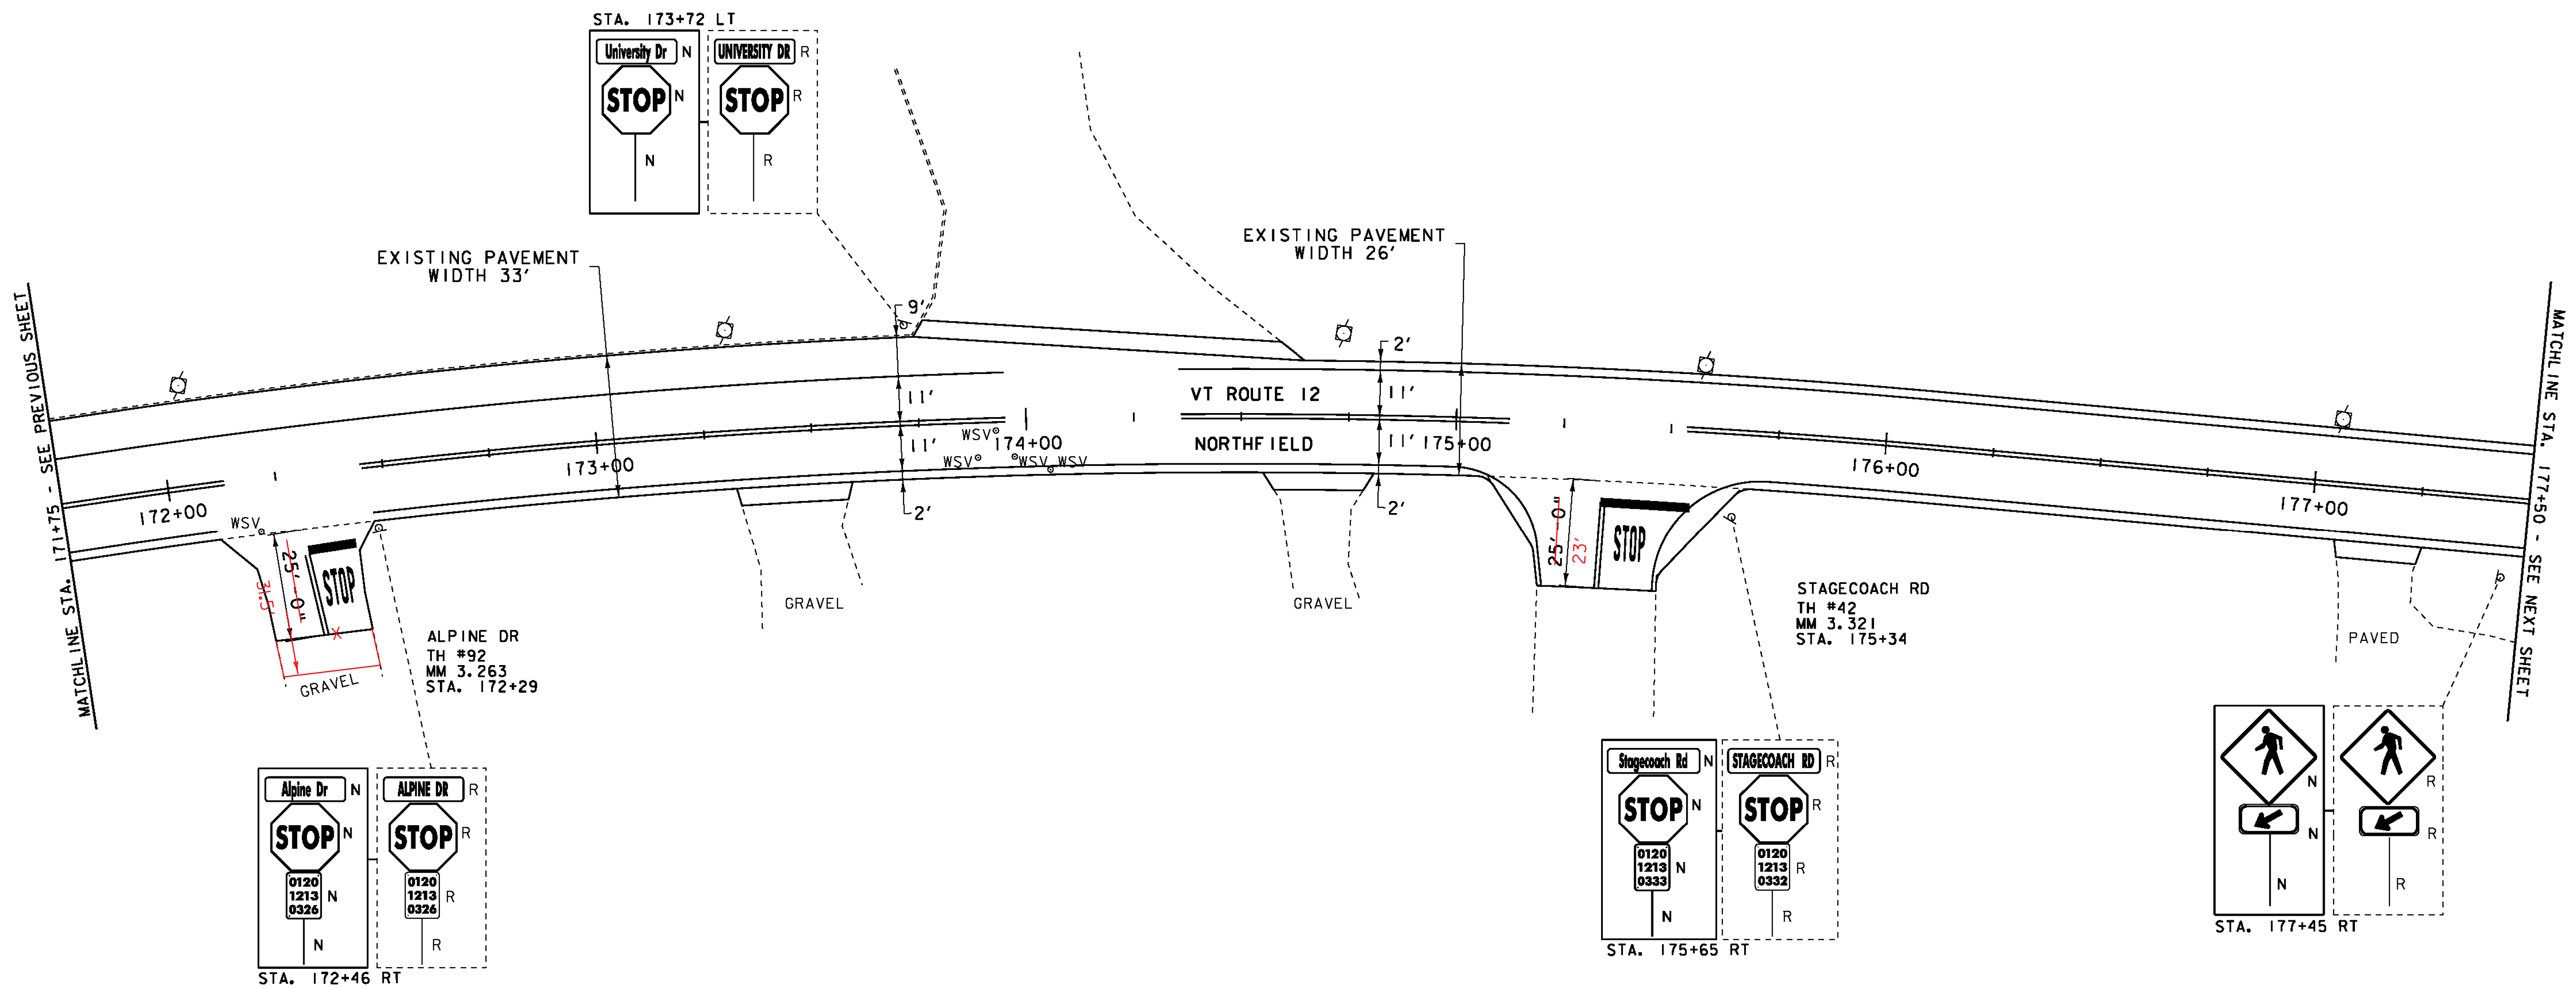 STA. 173+72 LT
University Dr N
STOP N
N
UNIVERSITY DR R
STOP R
R
EXISTING PAVEMENT
WIDTH 33'
EXISTING PAVEMENT
WIDTH 26'
MATCHLINE STA. 171+75 - SEE PREVIOUS SHEET
MATCHLINE STA. 177+50 - SEE NEXT SHEET
9'
11'
11'
2'
2'
11'
11'
2'
VT ROUTE 12
NORTHFIELD
172+00
173+00
174+00
175+00
176+00
177+00
WSV
WSV
WSV
WSV
WSV
25'-0"
31.5'
STOP
X
GRAVEL
GRAVEL
GRAVEL
25'-0"
23'
STOP
PAVED
ALPINE DR
TH #92
MM 3.263
STA. 172+29
STAGECOACH RD
TH #42
MM 3.321
STA. 175+34
Alpine Dr N
STOP N
0120
1213 N
0326
N
ALPINE DR R
STOP R
0120
1213 R
0326
R
STA. 172+46 RT
Stagecoach Rd N
STOP N
0120
1213 N
0333
N
STAGECOACH RD R
STOP R
0120
1213 R
0332
R
STA. 175+65 RT
N
N
N
R
R
R
STA. 177+45 RT